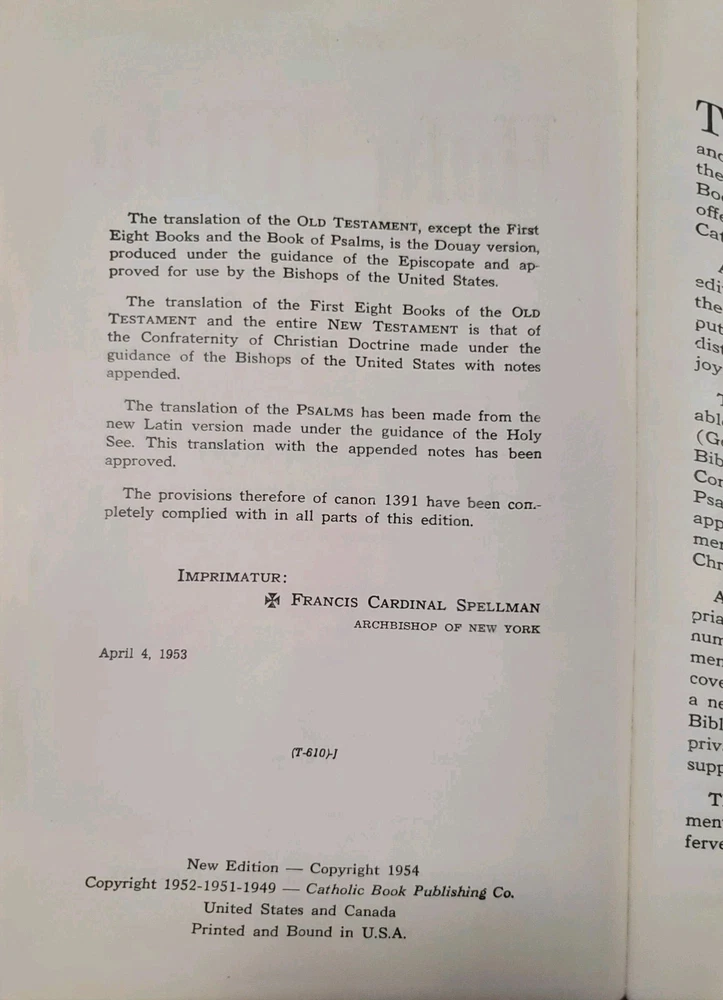 The translation of the OLD TESTAMENT, except the First
Eight Books and the Book of Psalms, is the Douay version,
produced under the guidance of the Episcopate and ap-
proved for use by the Bishops of the United States.
The translation of the First Eight Books of the OLD
TESTAMENT and the entire NEW TESTAMENT is that of
the Confraternity of Christian Doctrine made under the
guidance of the Bishops of the United States with notes
appended.
The translation of the PSALMS has been made from the
new Latin version made under the guidance of the Holy
See. This translation with the appended notes has been
approved.
The provisions therefore of canon 1391 have been com-
pletely complied with in all parts of this edition.
IMPRIMATUR:
✠ FRANCIS CARDINAL SPELLMAN
ARCHBISHOP OF NEW YORK
April 4, 1953
(T-610)-J
New Edition — Copyright 1954
Copyright 1952-1951-1949 — Catholic Book Publishing Co.
United States and Canada
Printed and Bound in U.S.A.